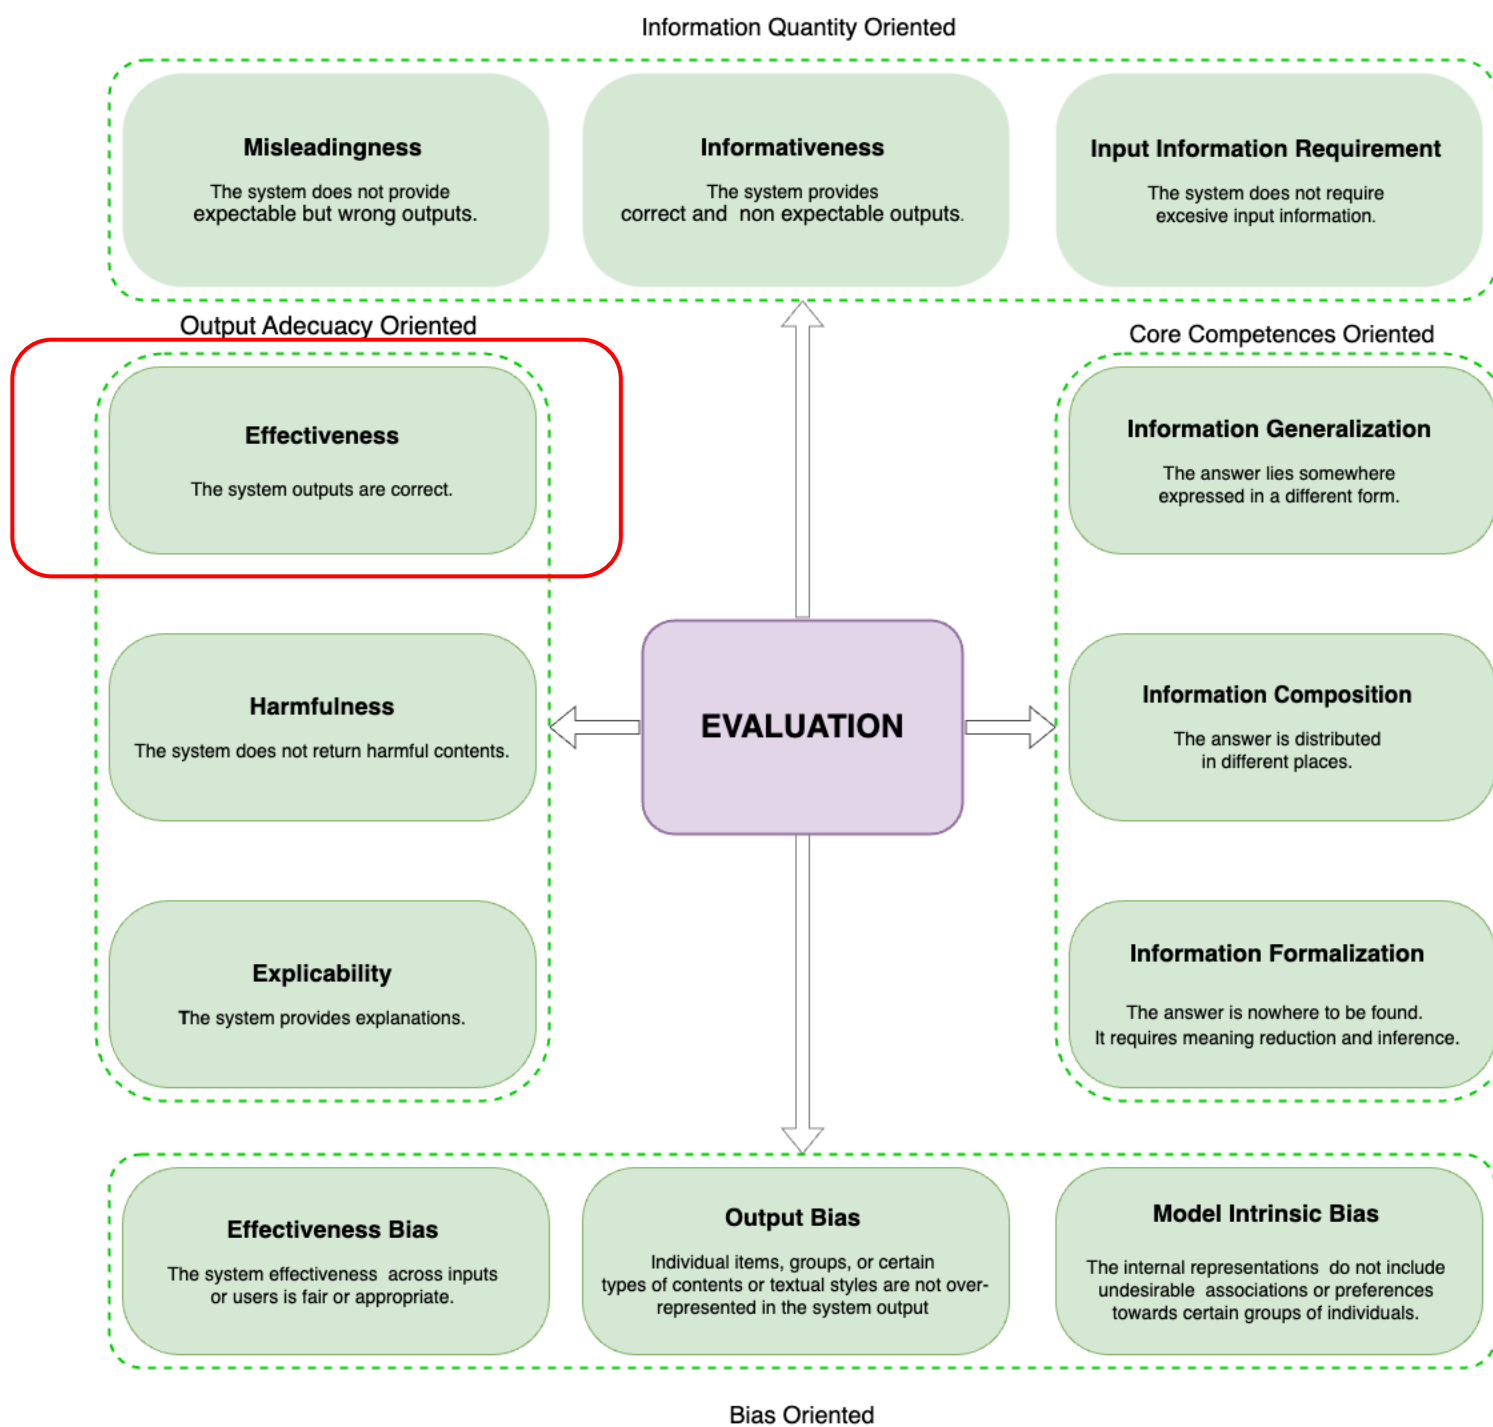 Information Quantity Oriented
Misleadingness
The system does not provide
expectable but wrong outputs.
Informativeness
The system provides
correct and non expectable outputs.
Input Information Requirement
The system does not require
excesive input information.
Output Adecuacy Oriented
Effectiveness
The system outputs are correct.
Harmfulness
The system does not return harmful contents.
Explicability
The system provides explanations.
EVALUATION
Core Competences Oriented
Information Generalization
The answer lies somewhere
expressed in a different form.
Information Composition
The answer is distributed
in different places.
Information Formalization
The answer is nowhere to be found.
It requires meaning reduction and inference.
Effectiveness Bias
The system effectiveness across inputs
or users is fair or appropriate.
Output Bias
Individual items, groups, or certain
types of contents or textual styles are not over-
represented in the system output
Model Intrinsic Bias
The internal representations do not include
undesirable associations or preferences
towards certain groups of individuals.
Bias Oriented